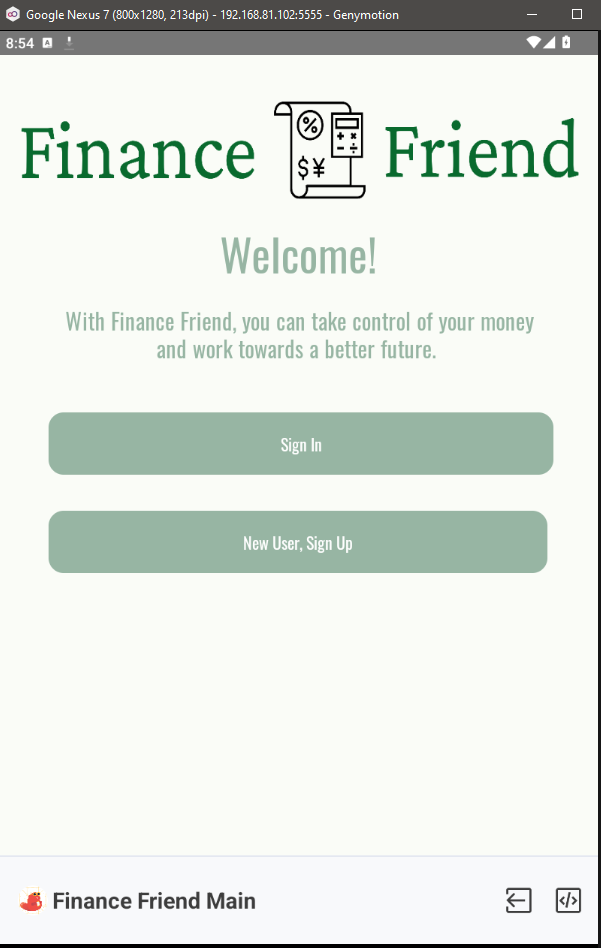 Google Nexus 7 (800x1280, 213dpi) - 192.168.81.102:5555 - Genymotion
8:54 A
Finance % $¥ Friend
Welcome!
With Finance Friend, you can take control of your money
and work towards a better future.
Sign In
New User, Sign Up
Finance Friend Main